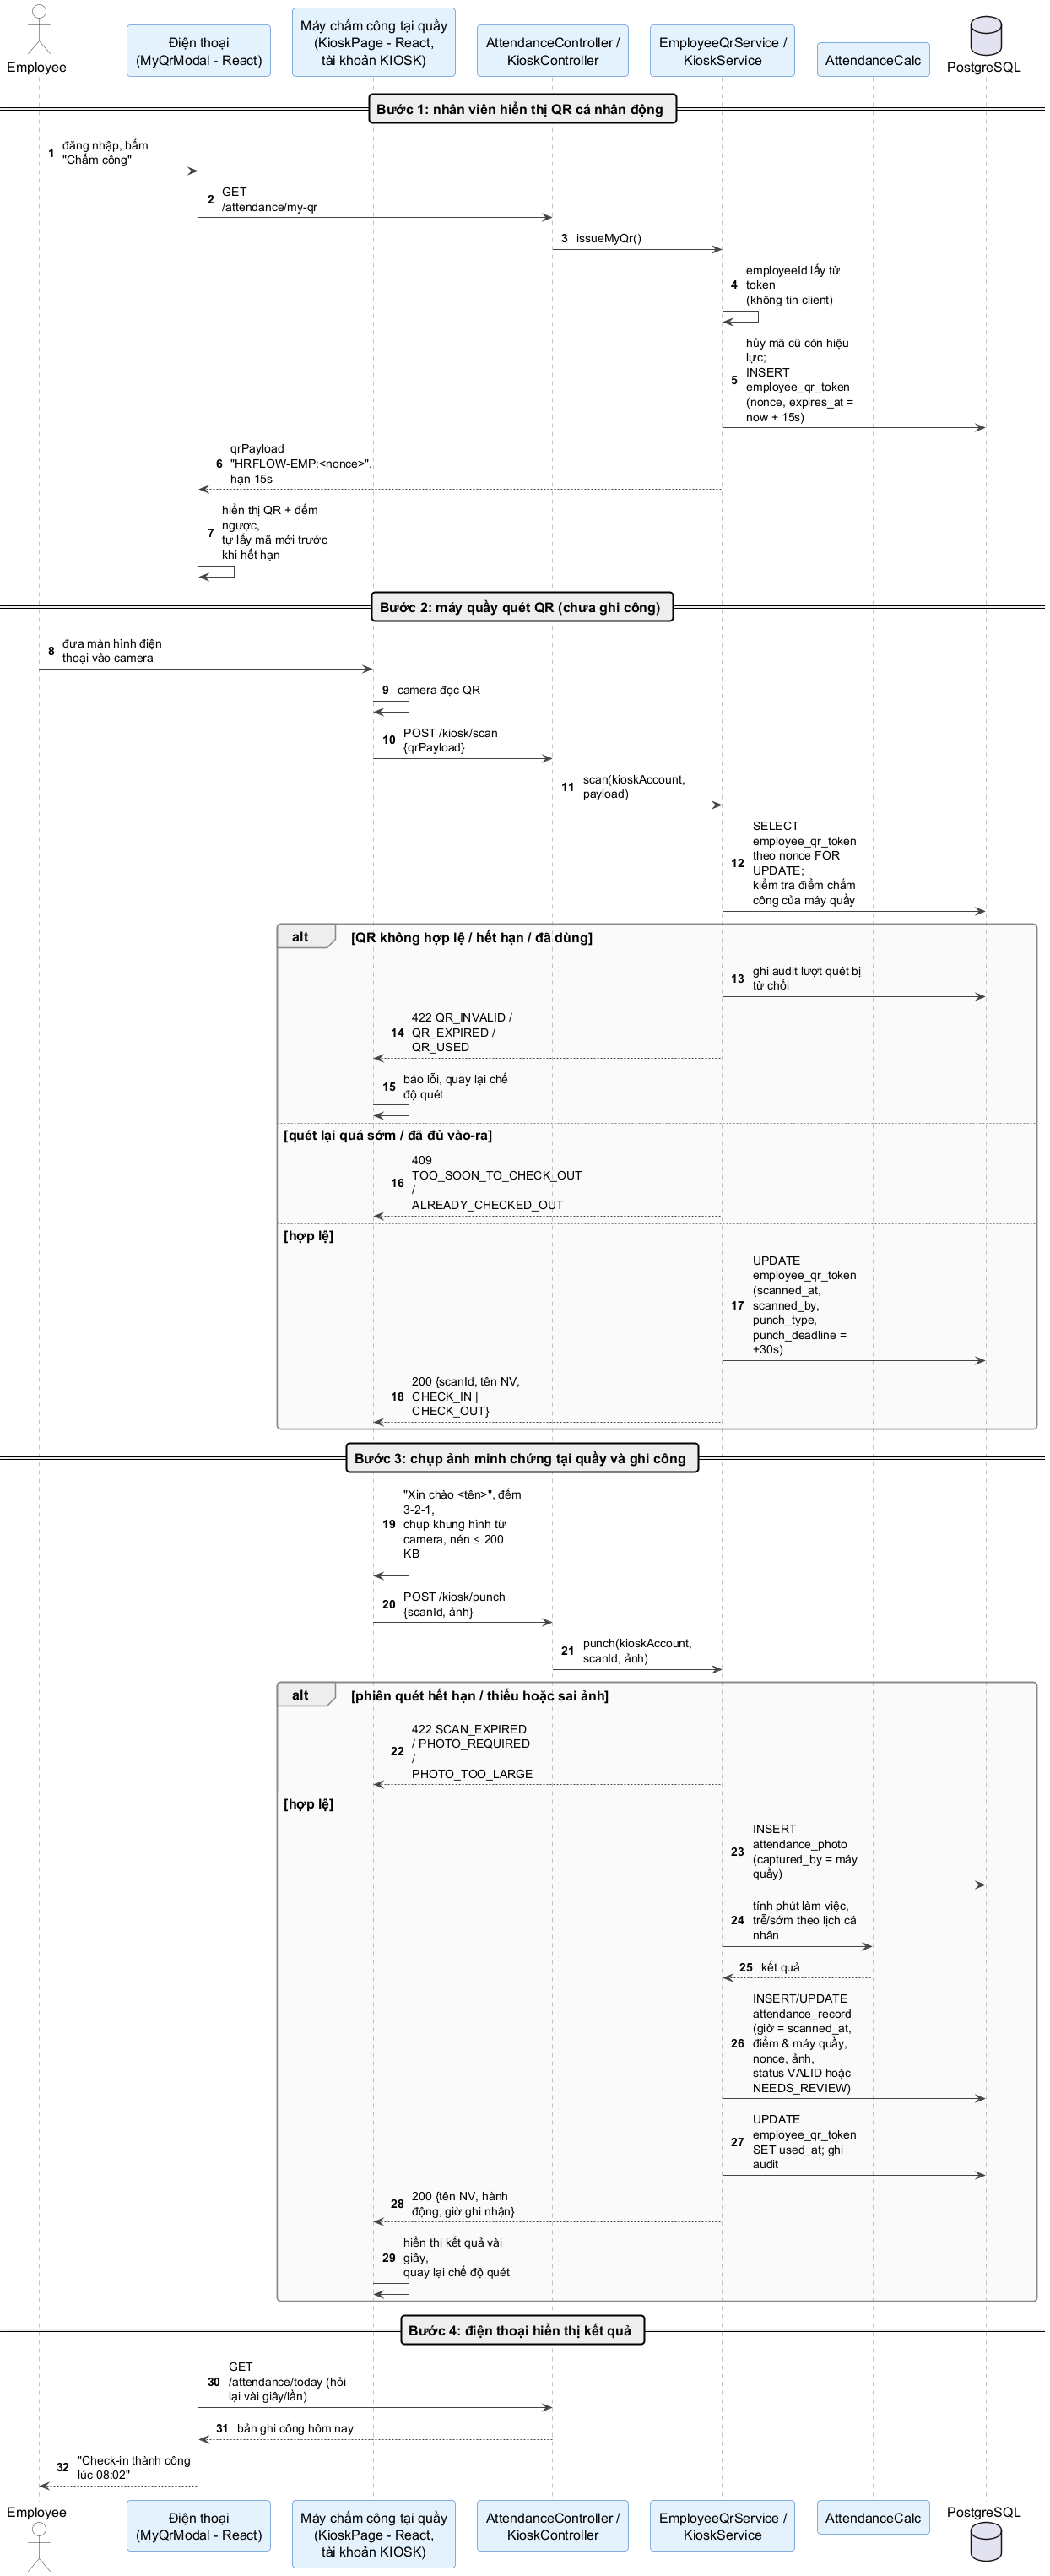 Employee
Điện thoại
(MyQrModal - React)
Máy chấm công tại quầy
(KioskPage - React,
tài khoản KIOSK)
AttendanceController /
KioskController
EmployeeQrService /
KioskService
AttendanceCalc
PostgreSQL
Bước 1: nhân viên hiển thị QR cá nhân động
1 đăng nhập, bấm
"Chấm công"
2 GET
/attendance/my-qr
3 issueMyQr()
4 employeeId lấy từ
token
(không tin client)
5 hủy mã cũ còn hiệu
lực;
INSERT
employee_qr_token
(nonce, expires_at =
now + 15s)
6 qrPayload
"HRFLOW-EMP:<nonce>",
hạn 15s
7 hiển thị QR + đếm
ngược,
tự lấy mã mới trước
khi hết hạn
Bước 2: máy quầy quét QR (chưa ghi công)
8 đưa màn hình điện
thoại vào camera
9 camera đọc QR
10 POST /kiosk/scan
{qrPayload}
11 scan(kioskAccount,
payload)
12 SELECT
employee_qr_token
theo nonce FOR
UPDATE;
kiểm tra điểm chấm
công của máy quầy
alt [QR không hợp lệ / hết hạn / đã dùng]
13 ghi audit lượt quét bị
từ chối
14 422 QR_INVALID /
QR_EXPIRED /
QR_USED
15 báo lỗi, quay lại chế
độ quét
[quét lại quá sớm / đã đủ vào-ra]
16 409
TOO_SOON_TO_CHECK_OUT
/
ALREADY_CHECKED_OUT
[hợp lệ]
17 UPDATE
employee_qr_token
(scanned_at,
scanned_by,
punch_type,
punch_deadline =
+30s)
18 200 {scanId, tên NV,
CHECK_IN |
CHECK_OUT}
Bước 3: chụp ảnh minh chứng tại quầy và ghi công
19 "Xin chào <tên>", đếm
3-2-1,
chụp khung hình từ
camera, nén ≤ 200
KB
20 POST /kiosk/punch
{scanId, ảnh}
21 punch(kioskAccount,
scanId, ảnh)
alt [phiên quét hết hạn / thiếu hoặc sai ảnh]
22 422 SCAN_EXPIRED
/ PHOTO_REQUIRED
/
PHOTO_TOO_LARGE
[hợp lệ]
23 INSERT
attendance_photo
(captured_by = máy
quầy)
24 tính phút làm việc,
trễ/sớm theo lịch cá
nhân
25 kết quả
26 INSERT/UPDATE
attendance_record
(giờ = scanned_at,
điểm & máy quầy,
nonce, ảnh,
status VALID hoặc
NEEDS_REVIEW)
27 UPDATE
employee_qr_token
SET used_at; ghi
audit
28 200 {tên NV, hành
động, giờ ghi nhận}
29 hiển thị kết quả vài
giây,
quay lại chế độ quét
Bước 4: điện thoại hiển thị kết quả
30 GET
/attendance/today (hỏi
lại vài giây/lần)
31 bản ghi công hôm nay
32 "Check-in thành công
lúc 08:02"
Employee
Điện thoại
(MyQrModal - React)
Máy chấm công tại quầy
(KioskPage - React,
tài khoản KIOSK)
AttendanceController /
KioskController
EmployeeQrService /
KioskService
AttendanceCalc
PostgreSQL